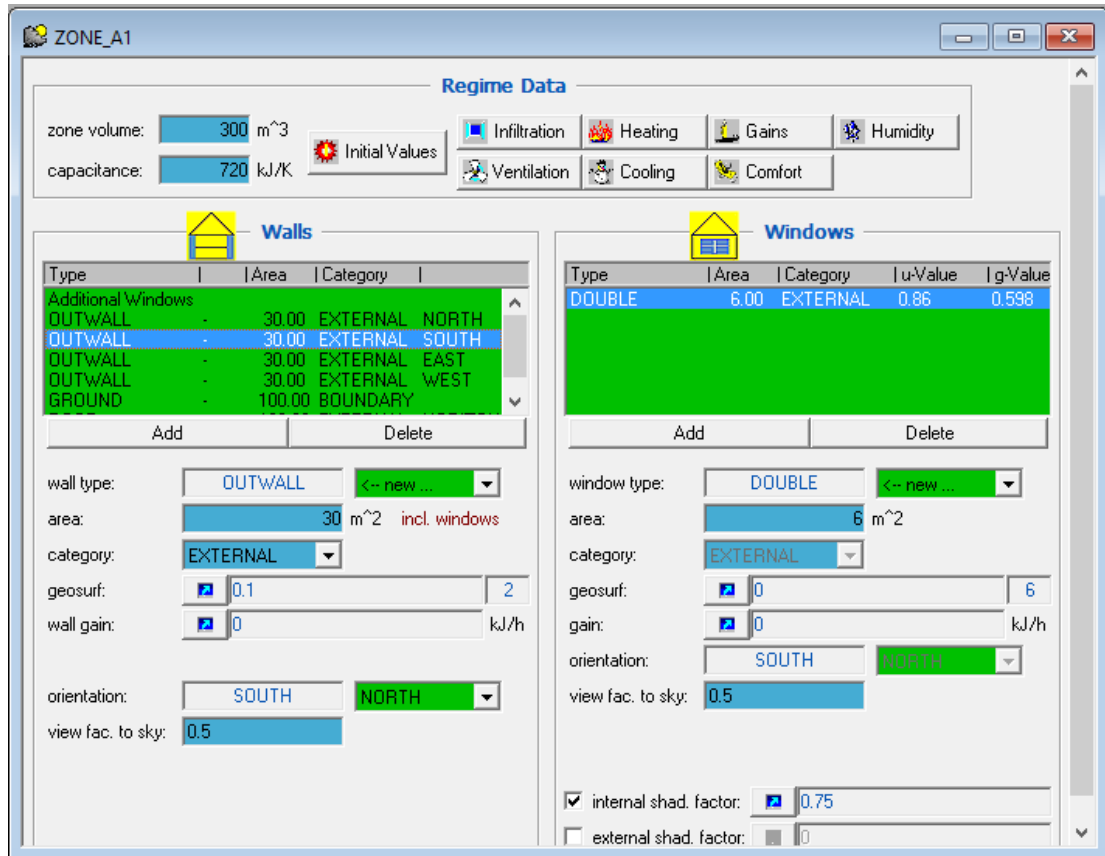 ZONE_A1
Regime Data
zone volume: 300 m^3
capacitance: 720 kJ/K
Initial Values
Infiltration Heating Gains Humidity
Ventilation Cooling Comfort
Walls
Type | | Area | Category |
Additional Windows
OUTWALL - 30.00 EXTERNAL NORTH
OUTWALL - 30.00 EXTERNAL SOUTH
OUTWALL - 30.00 EXTERNAL EAST
OUTWALL - 30.00 EXTERNAL WEST
GROUND - 100.00 BOUNDARY
Add Delete
wall type: OUTWALL <-- new ...
area: 30 m^2 incl. windows
category: EXTERNAL
geosurf: 0.1 2
wall gain: 0 kJ/h
orientation: SOUTH NORTH
view fac. to sky: 0.5
Windows
Type | Area | Category | u-Value | g-Value
DOUBLE 6.00 EXTERNAL 0.86 0.598
Add Delete
window type: DOUBLE <-- new ...
area: 6 m^2
category: EXTERNAL
geosurf: 0 6
gain: 0 kJ/h
orientation: SOUTH NORTH
view fac. to sky: 0.5
internal shad. factor: 0.75
external shad. factor: 0